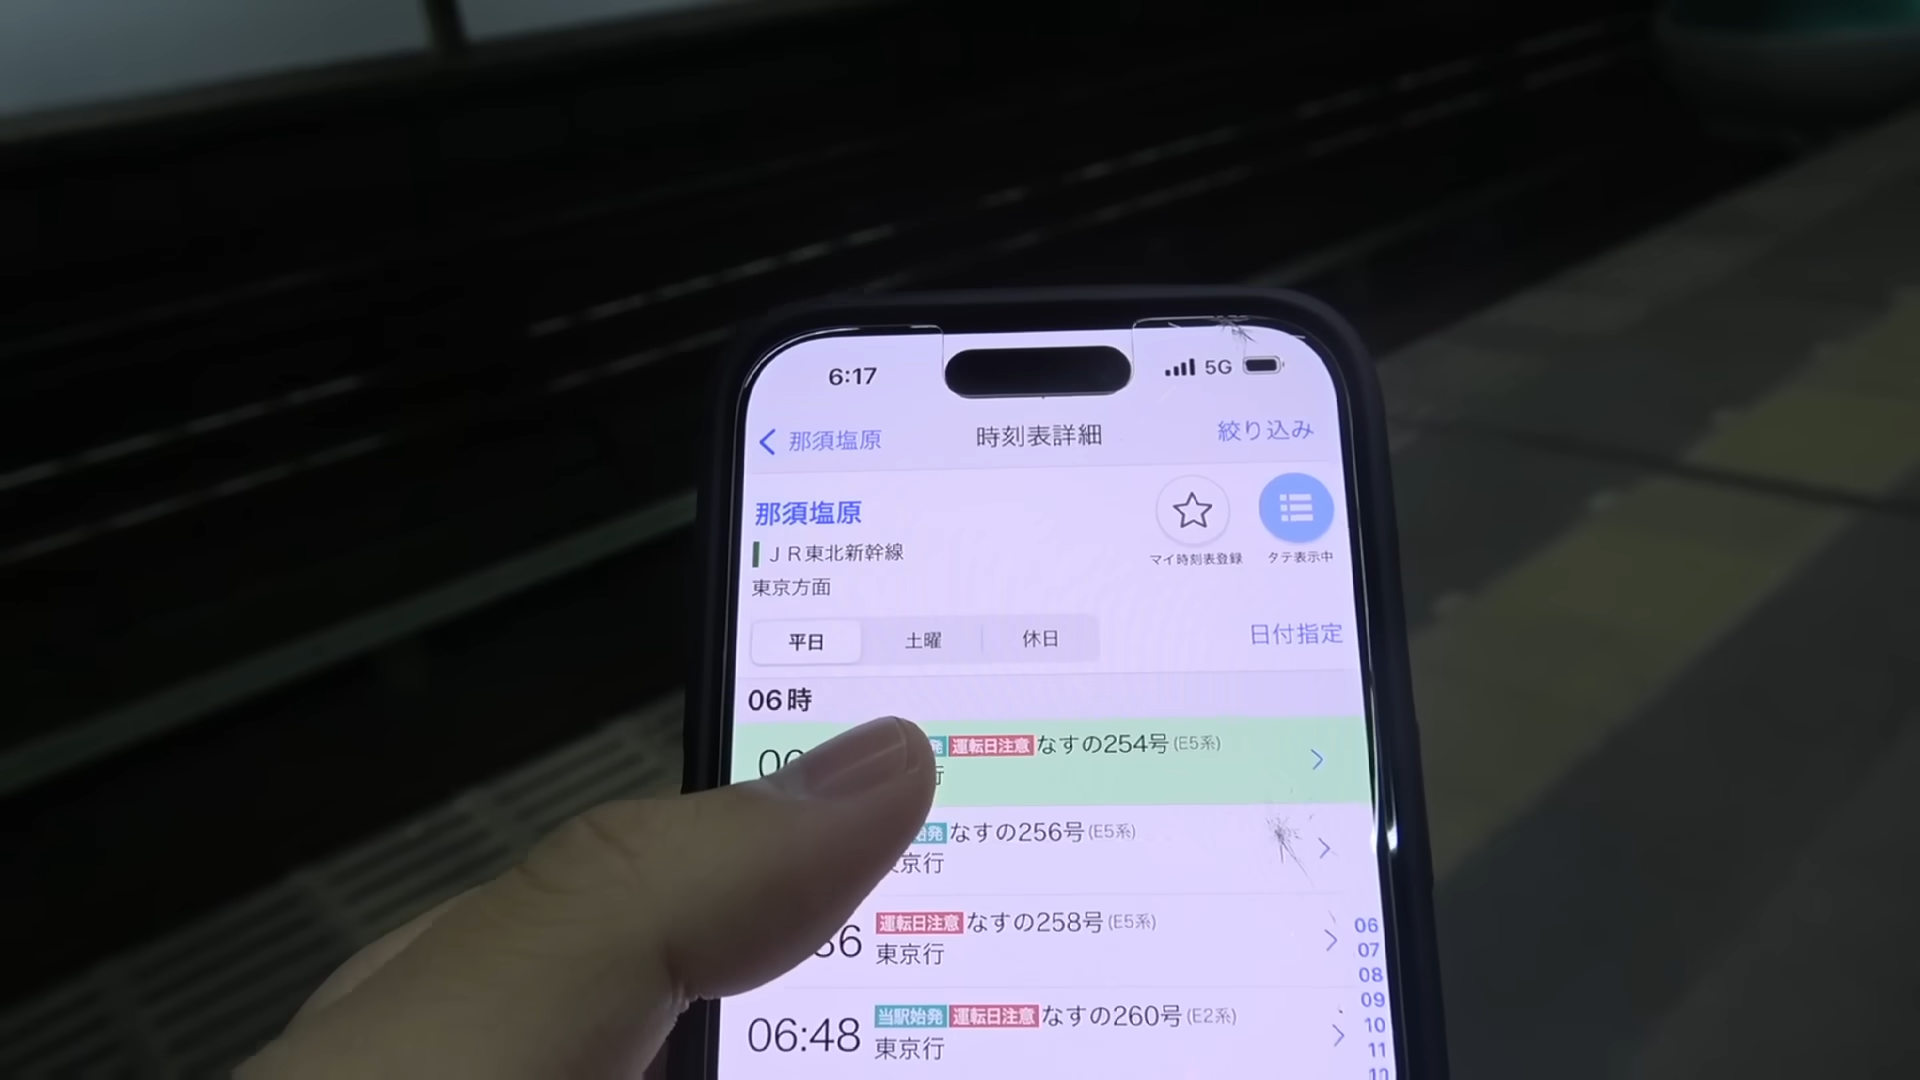 6:17
5G
那須塩原
時刻表詳細
絞り込み
那須塩原
JR東北新幹線
東京方面
マイ時刻表登録
タテ表示中
平日
土曜
休日
日付指定
06時
運転日注意 なすの254号 (E5系)
始発 なすの256号 (E5系)
京行
運転日注意 なすの258号 (E5系)
36
東京行
06:48
当駅始発 運転日注意 なすの260号 (E2系)
東京行
06
07
08
09
10
11